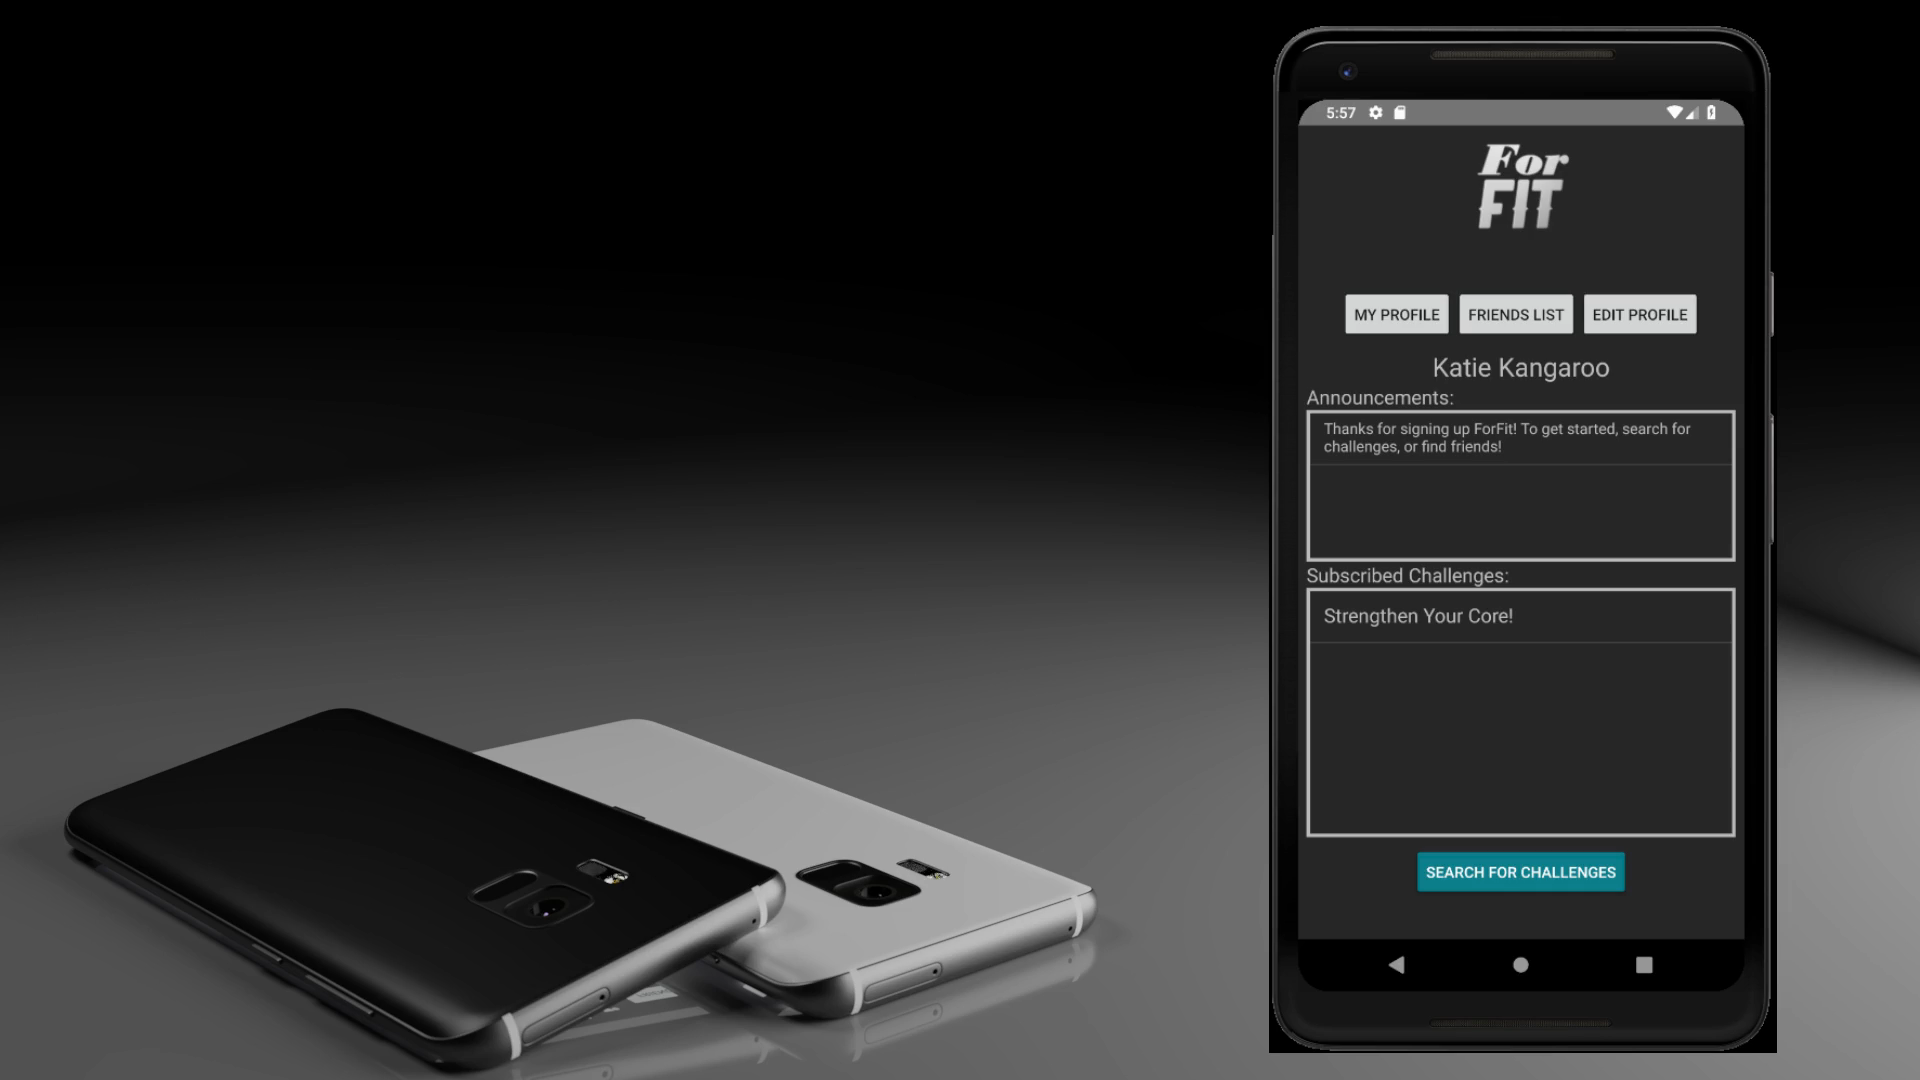 5:57
For
FIT
MY PROFILE FRIENDS LIST EDIT PROFILE
Katie Kangaroo
Announcements:
Thanks for signing up ForFit! To get started, search for
challenges, or find friends!
Subscribed Challenges:
Strengthen Your Core!
SEARCH FOR CHALLENGES